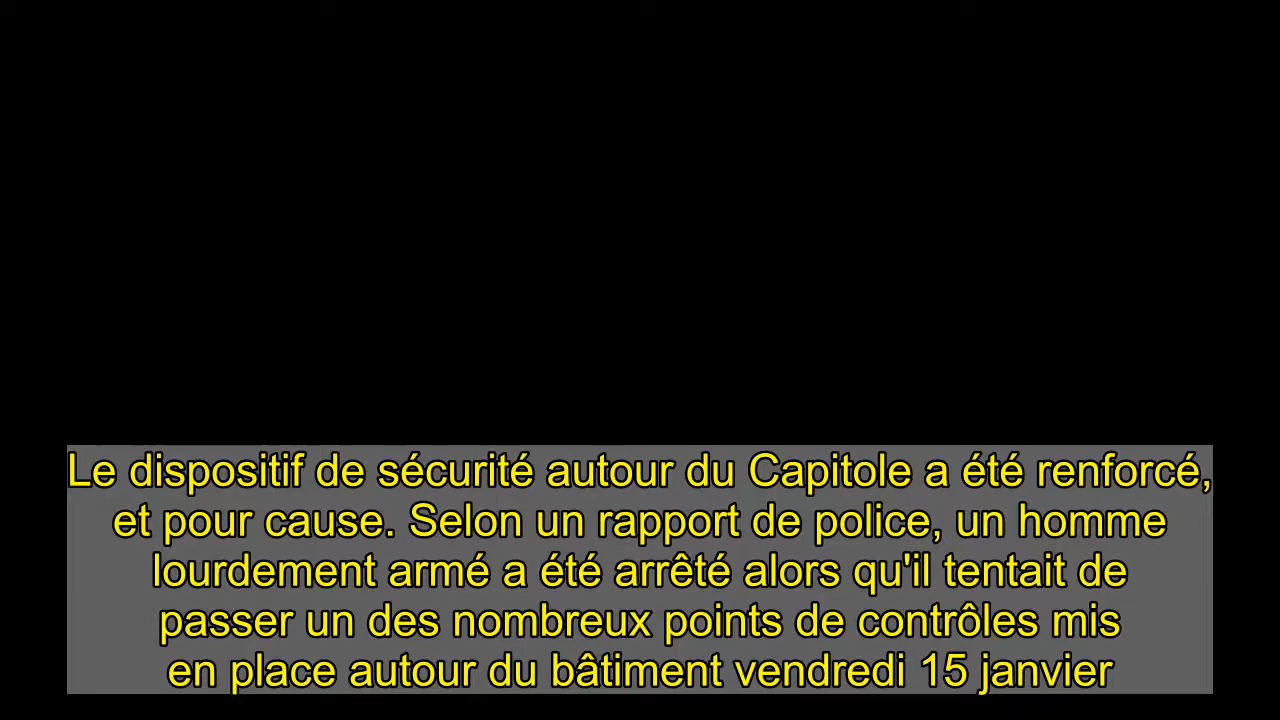 Le dispositif de sécurité autour du Capitole a été renforcé,
et pour cause. Selon un rapport de police, un homme
lourdement armé a été arrêté alors qu'il tentait de
passer un des nombreux points de contrôles mis
en place autour du bâtiment vendredi 15 janvier